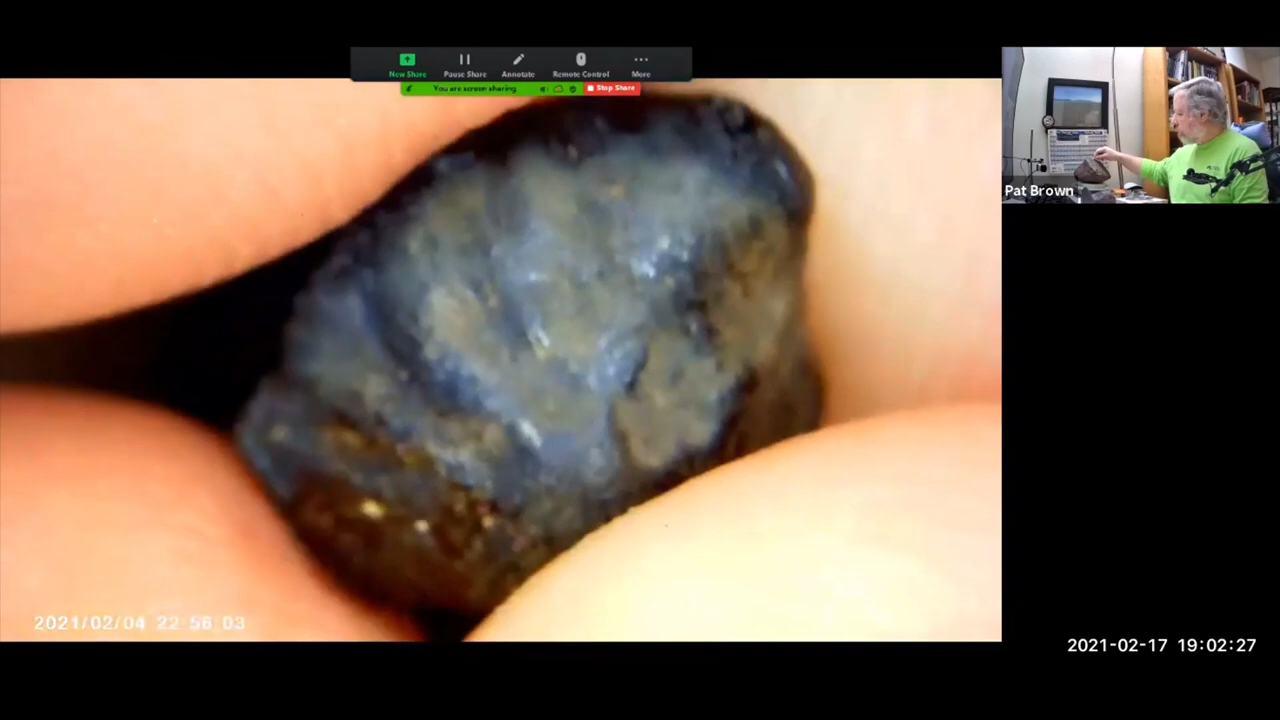 New Share Pause Share Annotate Remote Control More
You are screen sharing Stop Share
Pat Brown
2021/02/04 22:56:03
2021-02-17 19:02:27